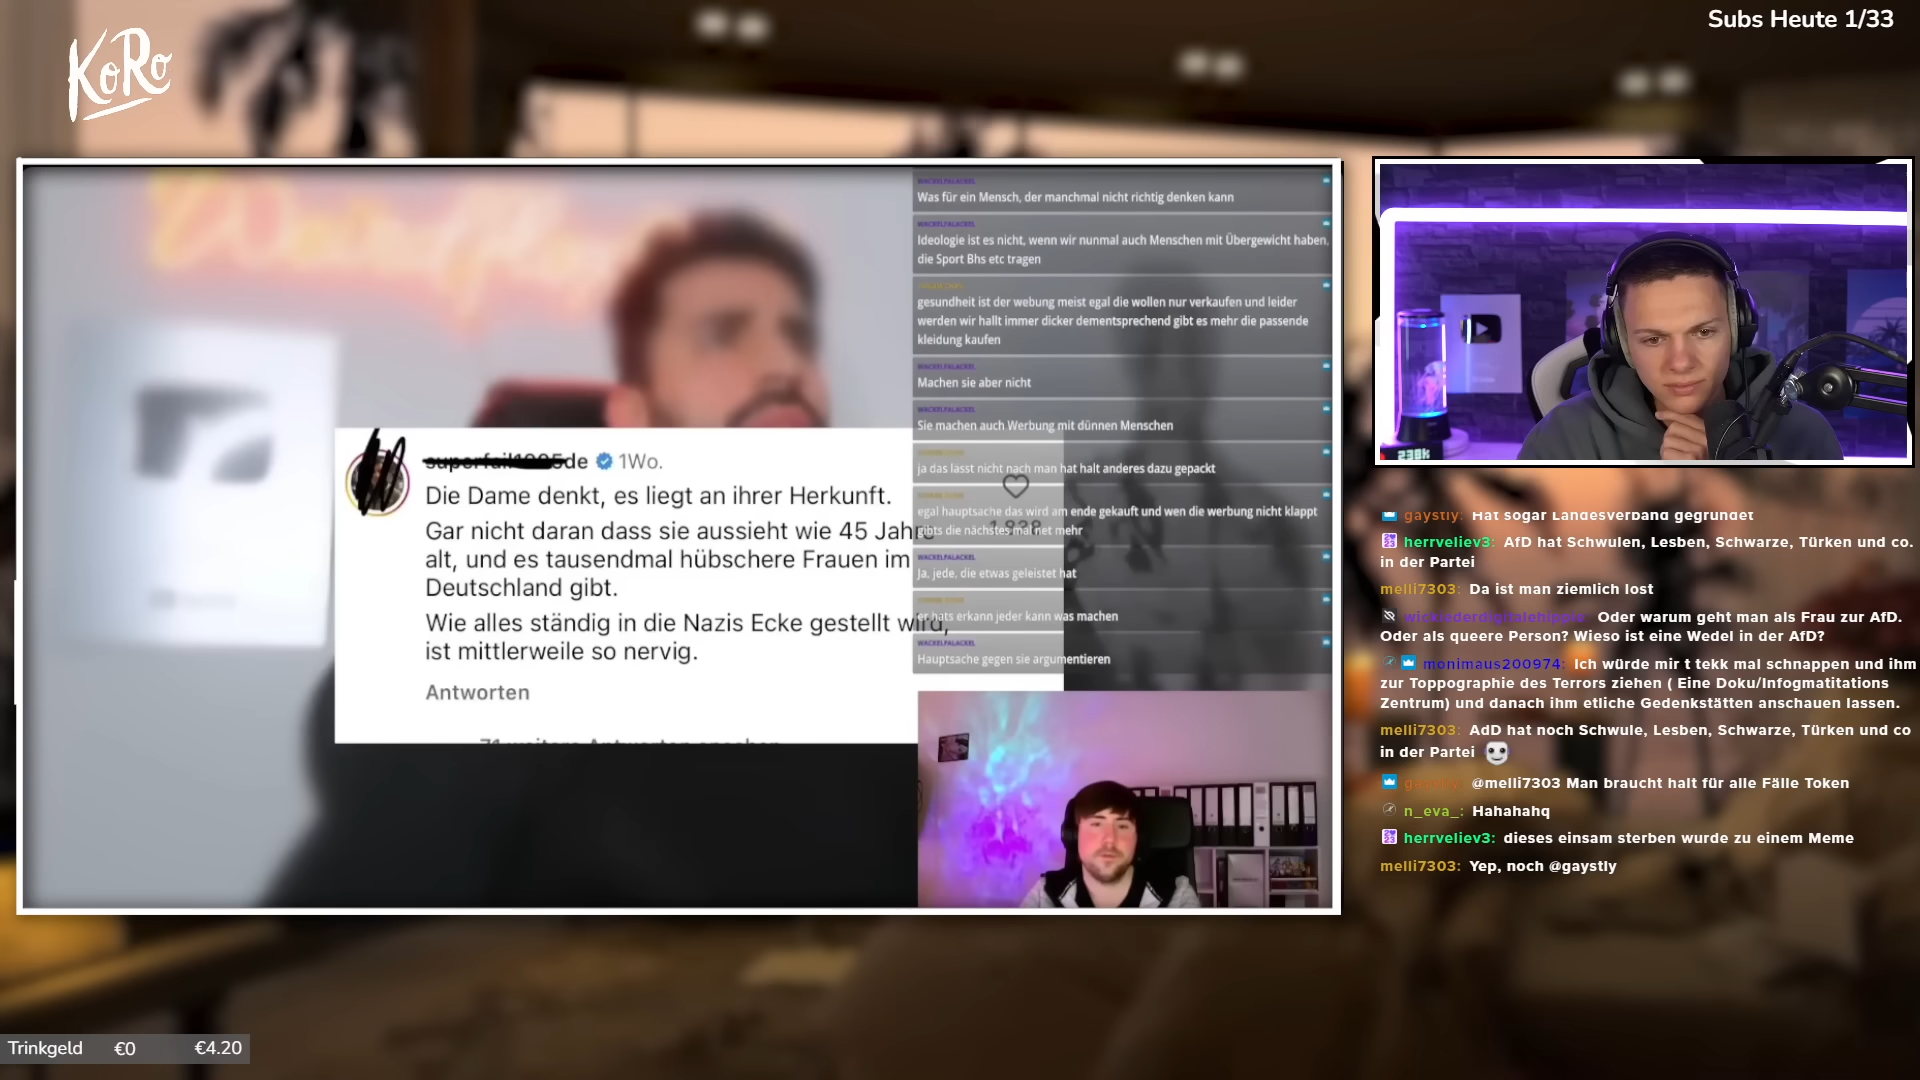 KoRo
Subs Heute 1/33
WACKELPALACKEL
Was für ein Mensch, der manchmal nicht richtig denken kann
WACKELPALACKEL
Ideologie ist es nicht, wenn wir nunmal auch Menschen mit Übergewicht haben,
die Sport Bhs etc tragen
gesundheit ist der webung meist egal die wollen nur verkaufen und leider
werden wir hallt immer dicker dementsprechend gibt es mehr die passende
kleidung kaufen
WACKELPALACKEL
Machen sie aber nicht
WACKELPALACKEL
Sie machen auch Werbung mit dünnen Menschen
ja das lasst nicht nach man hat halt anderes dazu gepackt
egal hauptsache das wird am ende gekauft und wen die werbung nicht klappt
gibts die nächstes mal net mehr
WACKELPALACKEL
Ja, jede, die etwas geleistet hat
er hats erkann jeder kann was machen
WACKELPALACKEL
Hauptsache gegen sie argumentieren
de 1Wo.
Die Dame denkt, es liegt an ihrer Herkunft.
Gar nicht daran dass sie aussieht wie 45 Jahre
alt, und es tausendmal hübschere Frauen im
Deutschland gibt.
Wie alles ständig in die Nazis Ecke gestellt wird,
ist mittlerweile so nervig.
Antworten
238k
gaystly: Hat sogar Landesverband gegründet
herrveliev3: AfD hat Schwulen, Lesben, Schwarze, Türken und co.
in der Partei
melli7303: Da ist man ziemlich lost
Oder warum geht man als Frau zur AfD.
Oder als queere Person? Wieso ist eine Wedel in der AfD?
monimaus200974: Ich würde mir t tekk mal schnappen und ihm
zur Toppographie des Terrors ziehen ( Eine Doku/Infogmatitations
Zentrum) und danach ihm etliche Gedenkstätten anschauen lassen.
melli7303: AdD hat noch Schwule, Lesben, Schwarze, Türken und co
in der Partei
gaystly: @melli7303 Man braucht halt für alle Fälle Token
n_eva_: Hahahahq
herrveliev3: dieses einsam sterben wurde zu einem Meme
melli7303: Yep, noch @gaystly
Trinkgeld €0 €4.20